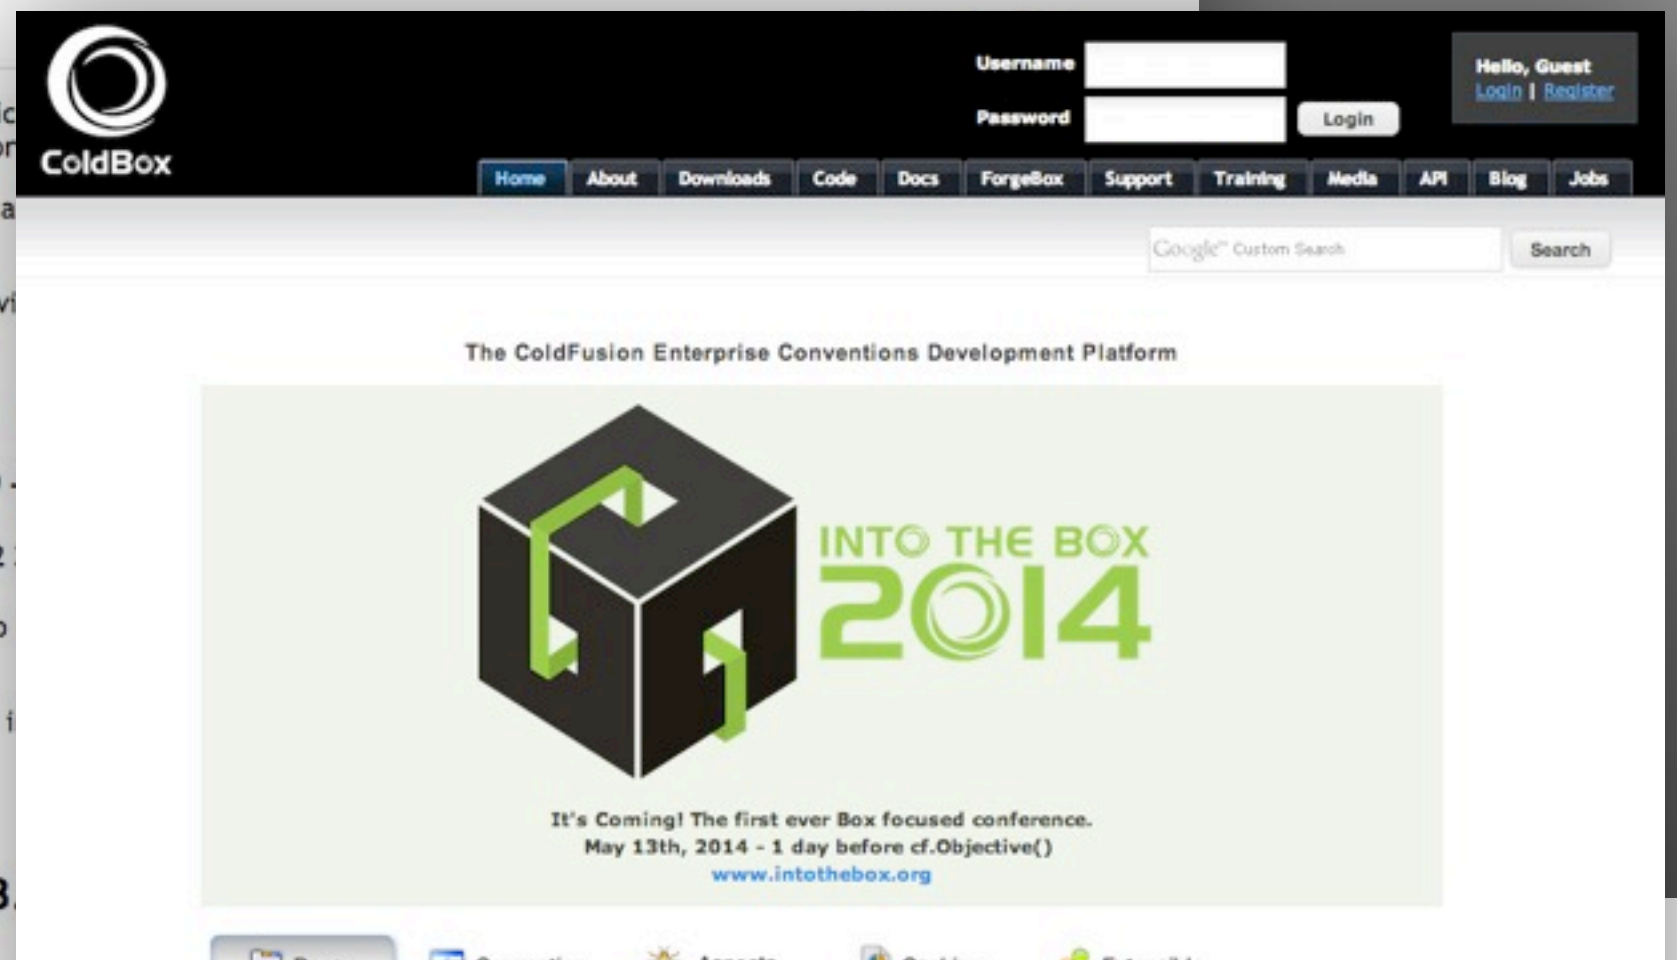 ColdBox
Username
Password
Login
Hello, Guest
Login | Register
Home About Downloads Code Docs ForgeBox Support Training Media API Blog Jobs
Google™ Custom Search
Search
The ColdFusion Enterprise Conventions Development Platform
INTO THE BOX
2014
It's Coming! The first ever Box focused conference.
May 13th, 2014 - 1 day before cf.Objective()
www.intothebox.org